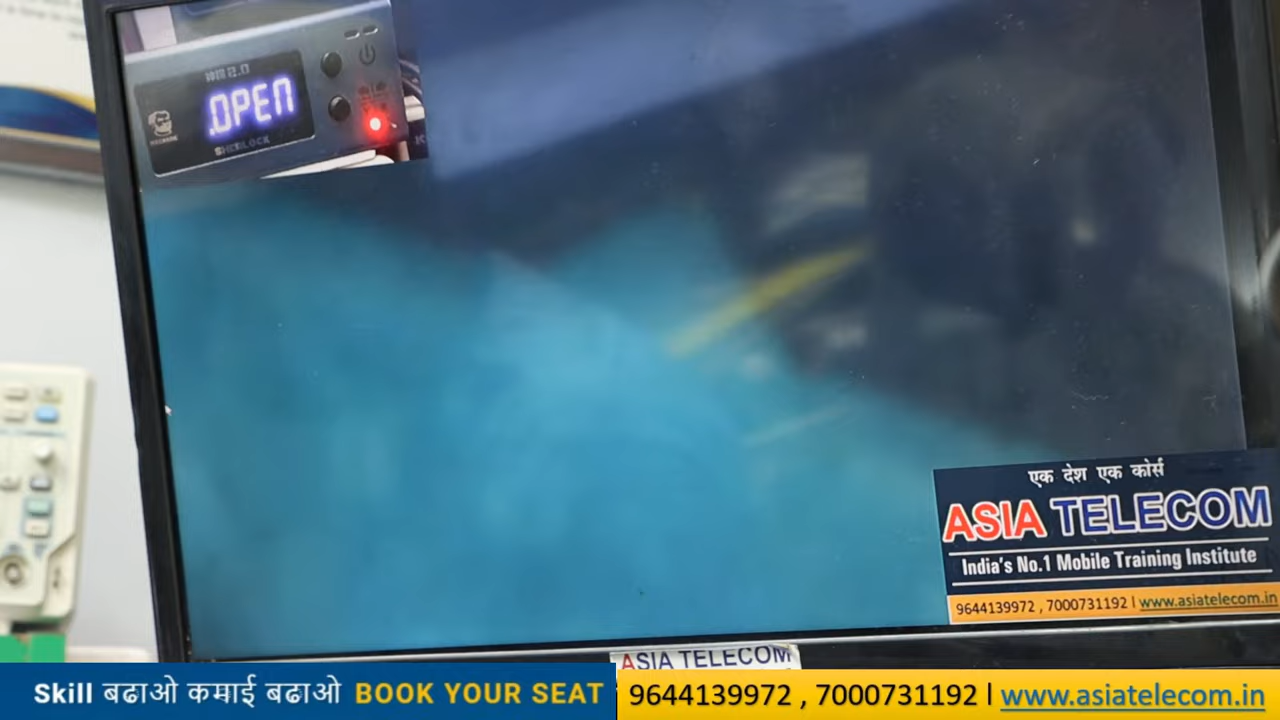 OPEN
SHERLOCK
एक देश एक कोर्स
ASIA TELECOM
India's No.1 Mobile Training Institute
9644139972 , 7000731192 | www.asiatelecom.in
ASIA TELECOM
Skill बढाओ कमाई बढाओ BOOK YOUR SEAT
9644139972 , 7000731192 | www.asiatelecom.in